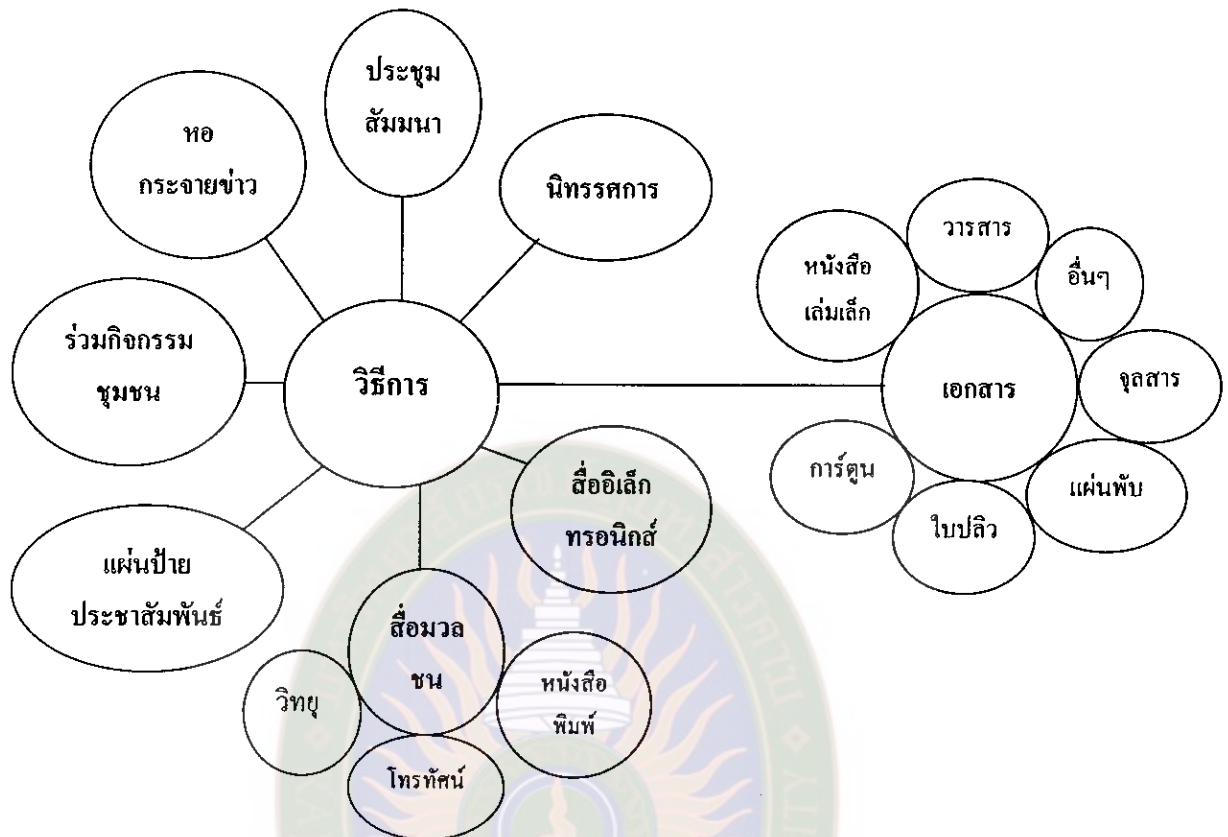 ประชุม
สัมมนา
หอ
กระจายข่าว
นิทรรศการ
ร่วมกิจกรรม
ชุมชน
วิธีการ
แผ่นป้าย
ประชาสัมพันธ์
สื่ออิเล็ก
ทรอนิกส์
สื่อมวล
ชน
วิทยุ
หนังสือ
พิมพ์
โทรทัศน์
เอกสาร
วารสาร
หนังสือ
เล่มเล็ก
อื่นๆ
จุลสาร
การ์ตูน
แผ่นพับ
ใบปลิว